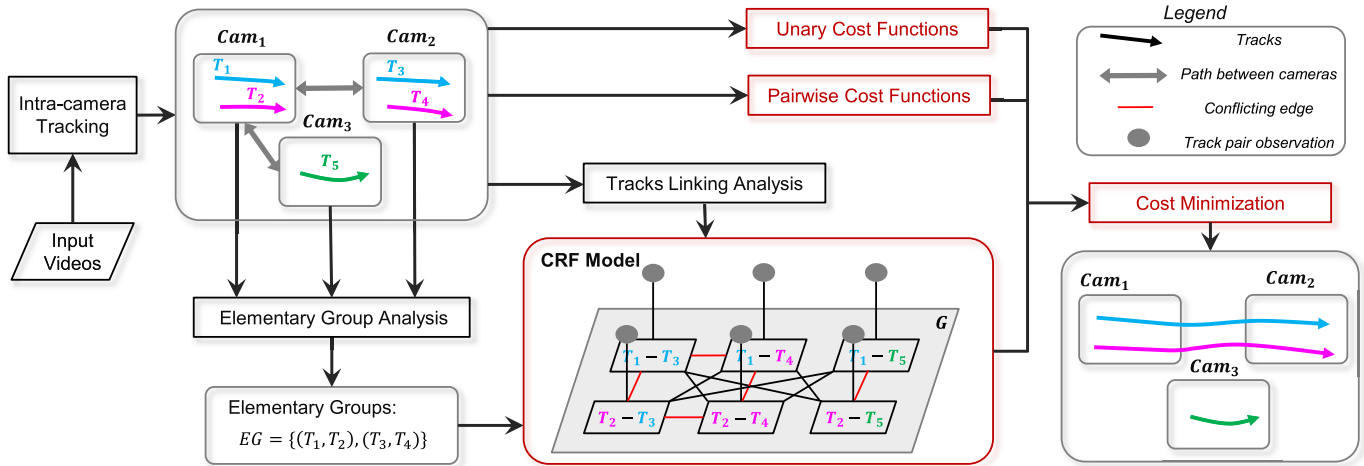 Intra-camera
Tracking
Input
Videos
Cam₁
T₁
T₂
Cam₂
T₃
T₄
Cam₃
T₅
Unary Cost Functions
Pairwise Cost Functions
Tracks Linking Analysis
Elementary Group Analysis
Elementary Groups:
EG = {(T₁, T₂), (T₃, T₄)}
CRF Model
G
T₁ − T₃
T₁ − T₄
T₁ − T₅
T₂ − T₃
T₂ − T₄
T₂ − T₅
Legend
Tracks
Path between cameras
Conflicting edge
Track pair observation
Cost Minimization
Cam₁
Cam₂
Cam₃